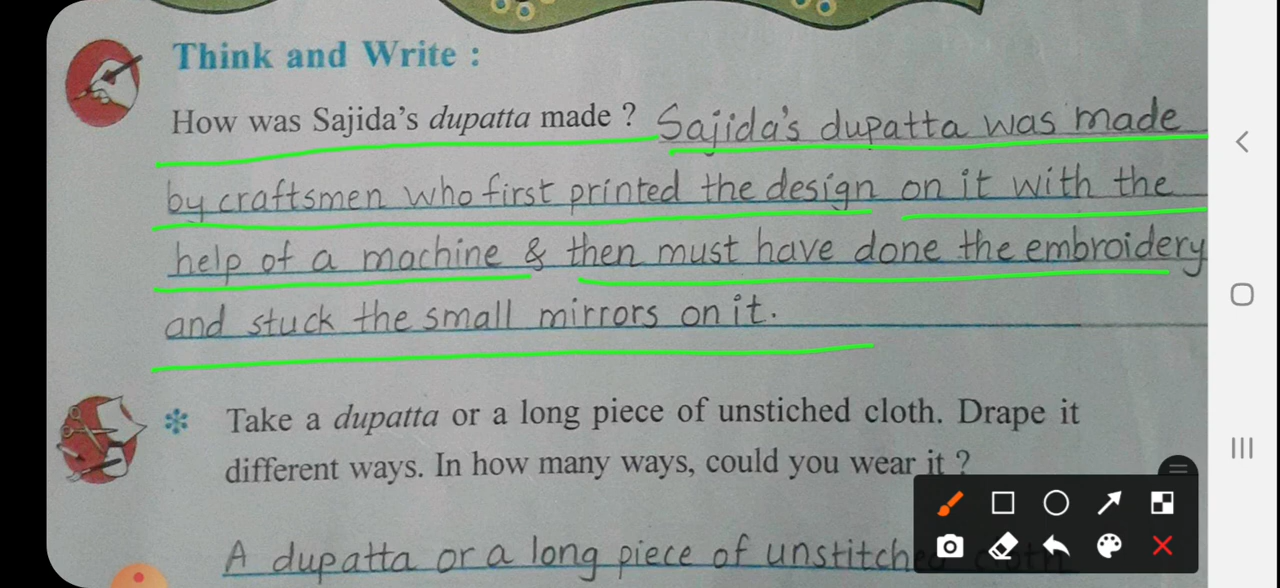 Think and Write :
How was Sajida's dupatta made ? Sajida's dupatta was made
by craftsmen who first printed the design on it with the
help of a machine & then must have done the embroidery
and stuck the small mirrors on it.
Take a dupatta or a long piece of unstiched cloth. Drape it
different ways. In how many ways, could you wear it ?
A dupatta or a long piece of